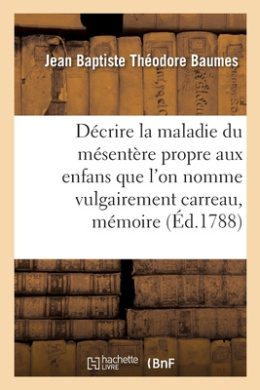 Jean Baptiste Théodore Baumes
Décrire la maladie du mésentère propre aux enfans que l'on nomme vulgairement carreau, mémoire (Éd.1788)
hachette
LIVRE
{BnF